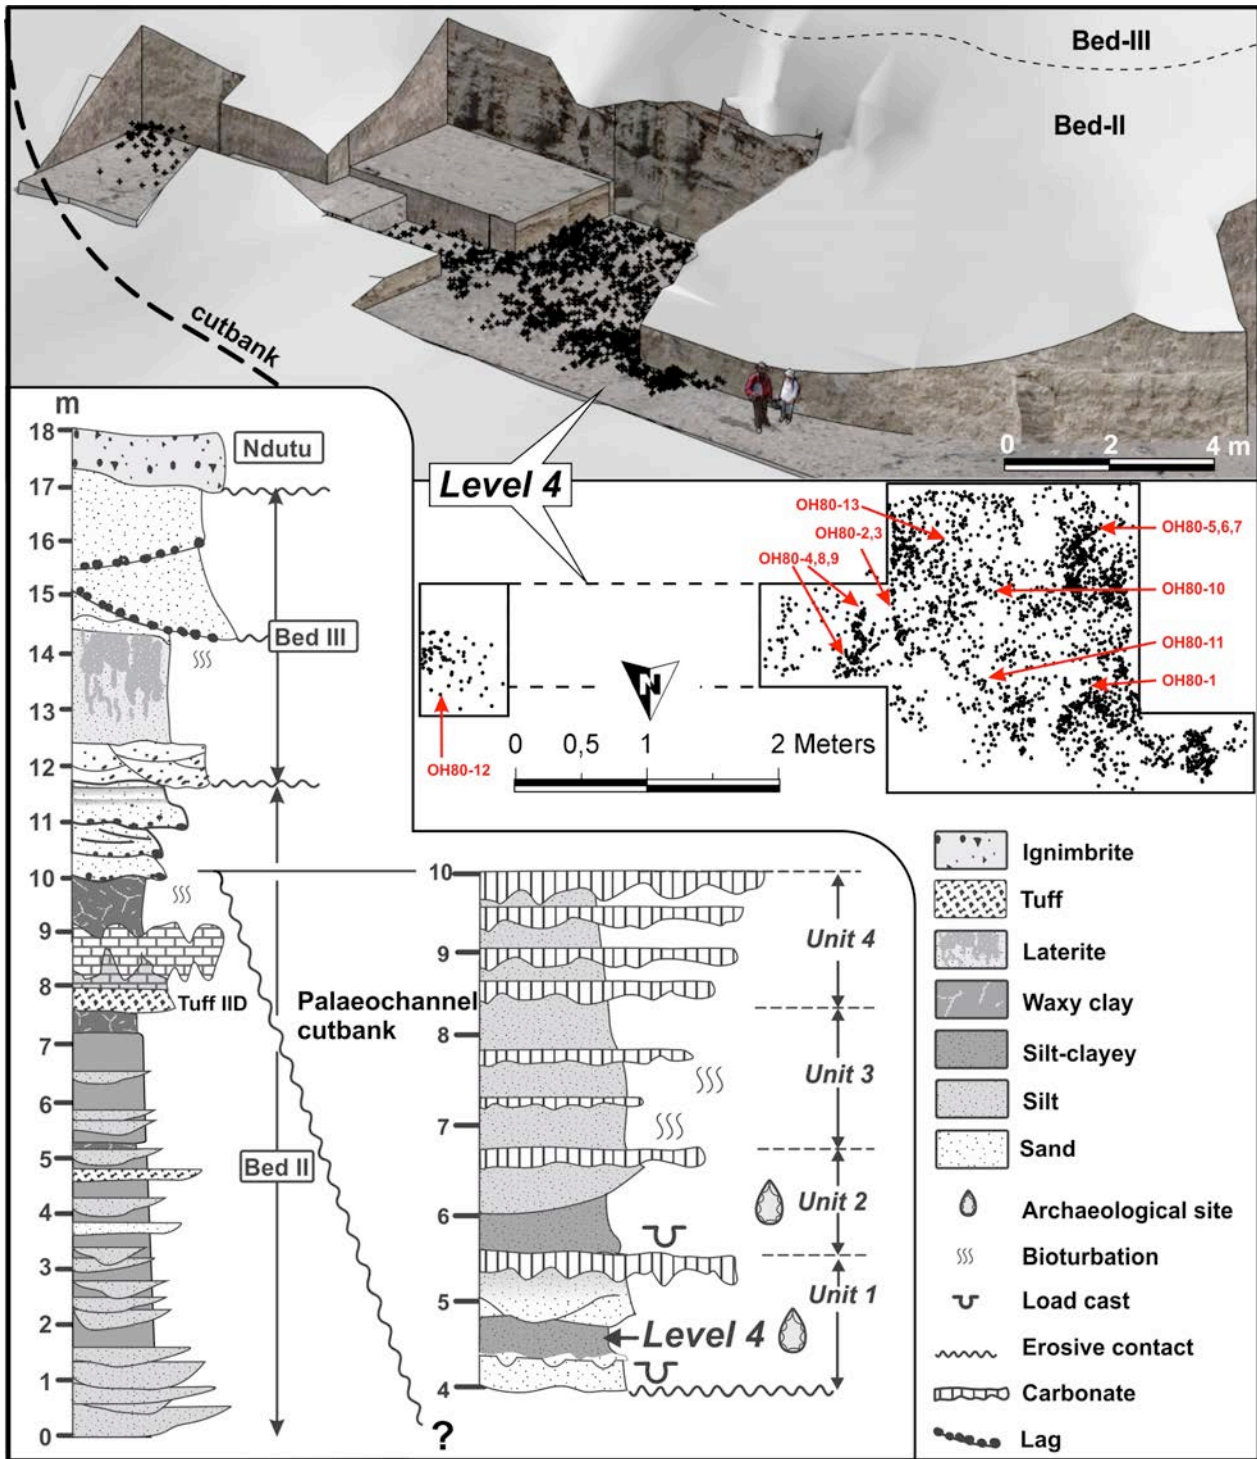 Bed-III
Bed-II
cutbank
0 2 4 m
Level 4
OH80-13
OH80-2,3
OH80-4,8,9
OH80-5,6,7
OH80-10
OH80-11
OH80-1
OH80-12
N
0 0,5 1 2 Meters
m
18
17
16
15
14
13
12
11
10
9
8
7
6
5
4
3
2
1
0
Ndutu
Bed III
Tuff IID
Bed II
Palaeochannel
cutbank
?
10
9
8
7
6
5
4
Unit 4
Unit 3
Unit 2
Unit 1
Level 4
Ignimbrite
Tuff
Laterite
Waxy clay
Silt-clayey
Silt
Sand
Archaeological site
Bioturbation
Load cast
Erosive contact
Carbonate
Lag